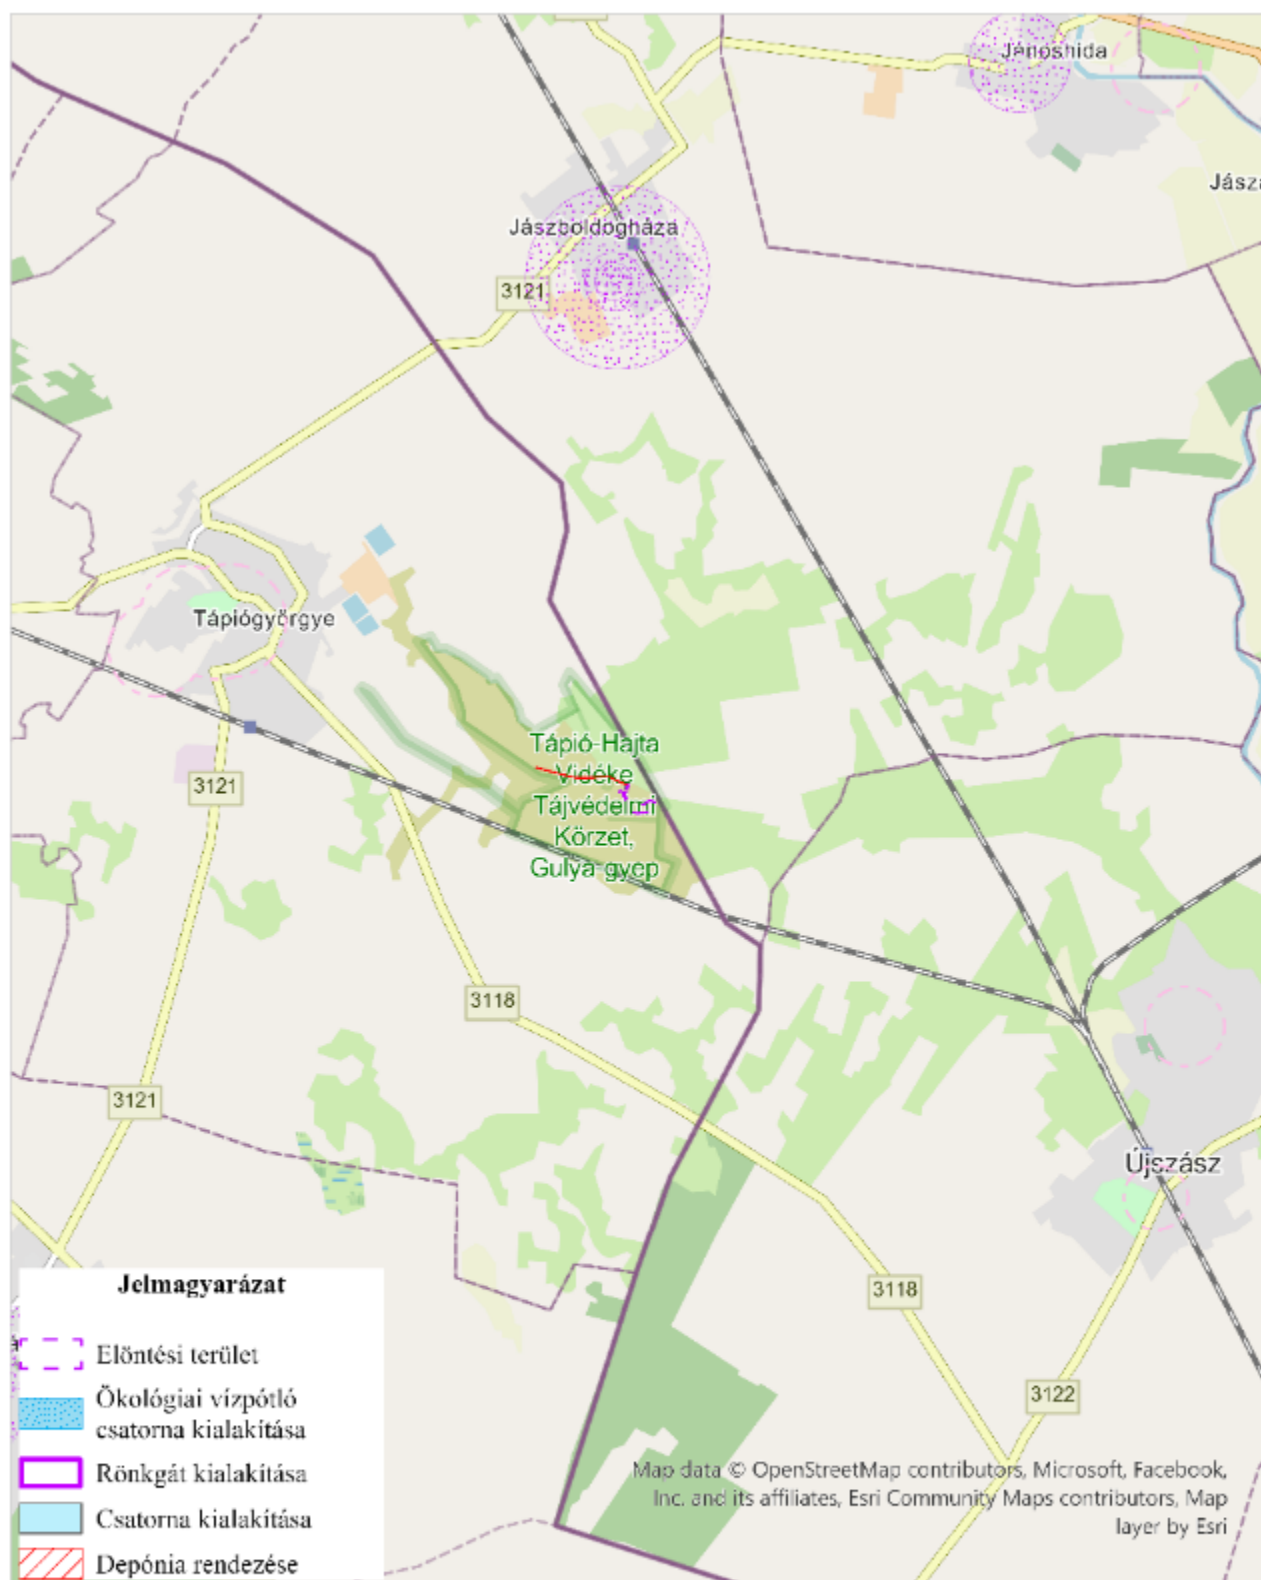 Jánoshida
Jásza
Jászboldogháza
3121
Tápiógyörgye
Tápió-Hajta
Vidéke
Tájvédelmi
Körzet,
Gulya-gyep
3121
3118
3121
Újszász
3118
3122
Jelmagyarázat
Elöntési terület
Ökológiai vízpótló
csatorna kialakítása
Rönkgát kialakítása
Csatorna kialakítása
Depónia rendezése
Map data © OpenStreetMap contributors, Microsoft, Facebook,
Inc. and its affiliates, Esri Community Maps contributors, Map
layer by Esri